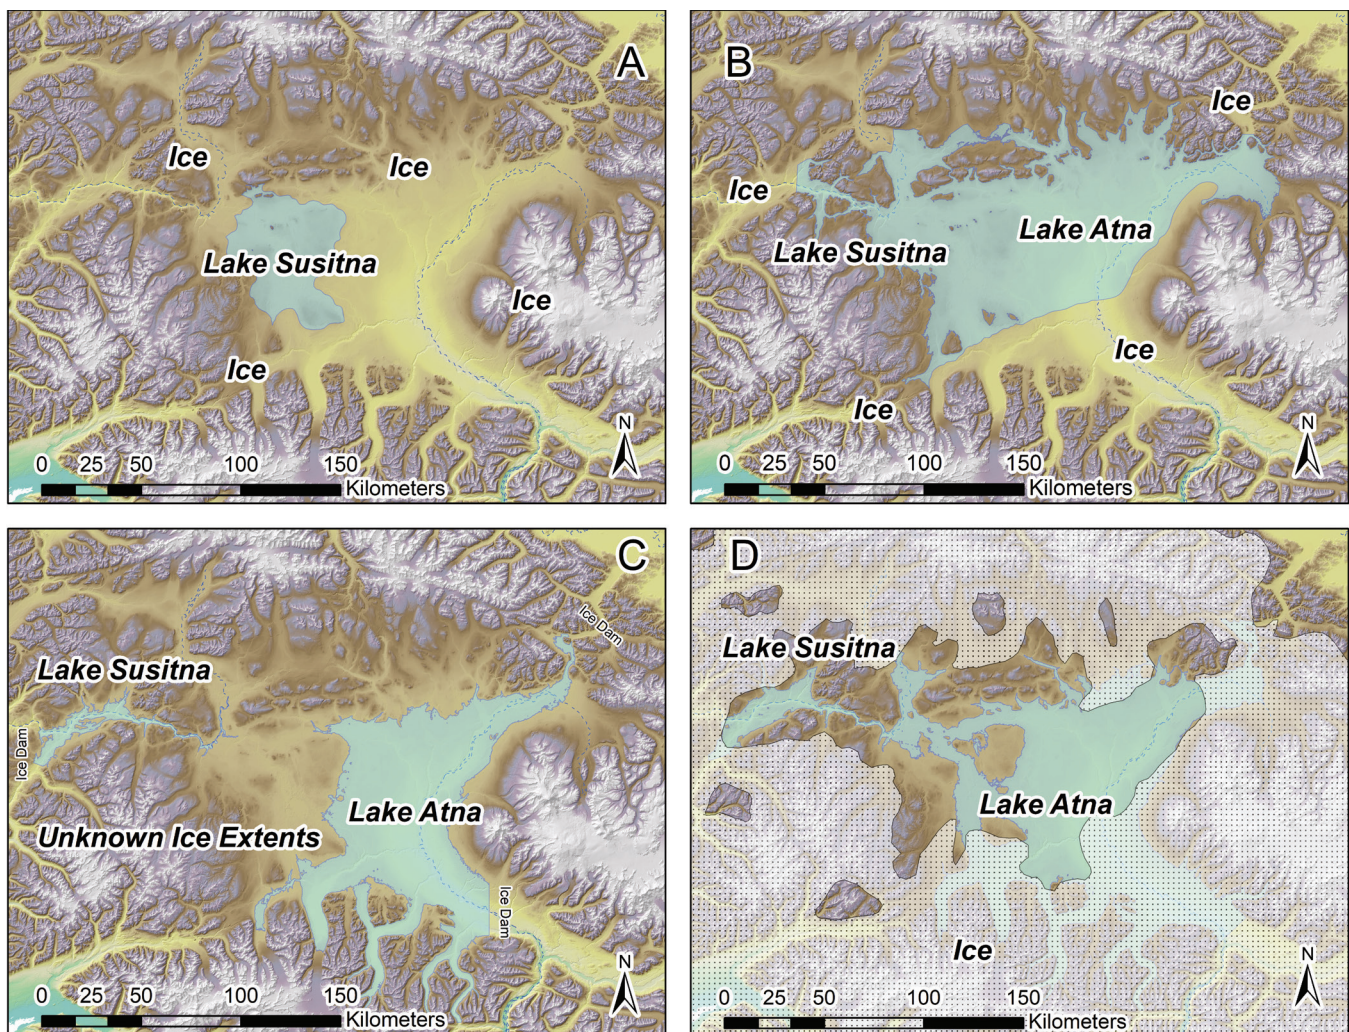 A
Ice
Ice
Lake Susitna
Ice
Ice
N
0 25 50 100 150
Kilometers
B
Ice
Ice
Lake Atna
Lake Susitna
Ice
Ice
N
0 25 50 100 150
Kilometers
C
Ice Dam
Lake Susitna
Ice Dam
Lake Atna
Unknown Ice Extents
Ice Dam
N
0 25 50 100 150
Kilometers
D
Lake Susitna
Lake Atna
Ice
N
0 25 50 100 150
Kilometers